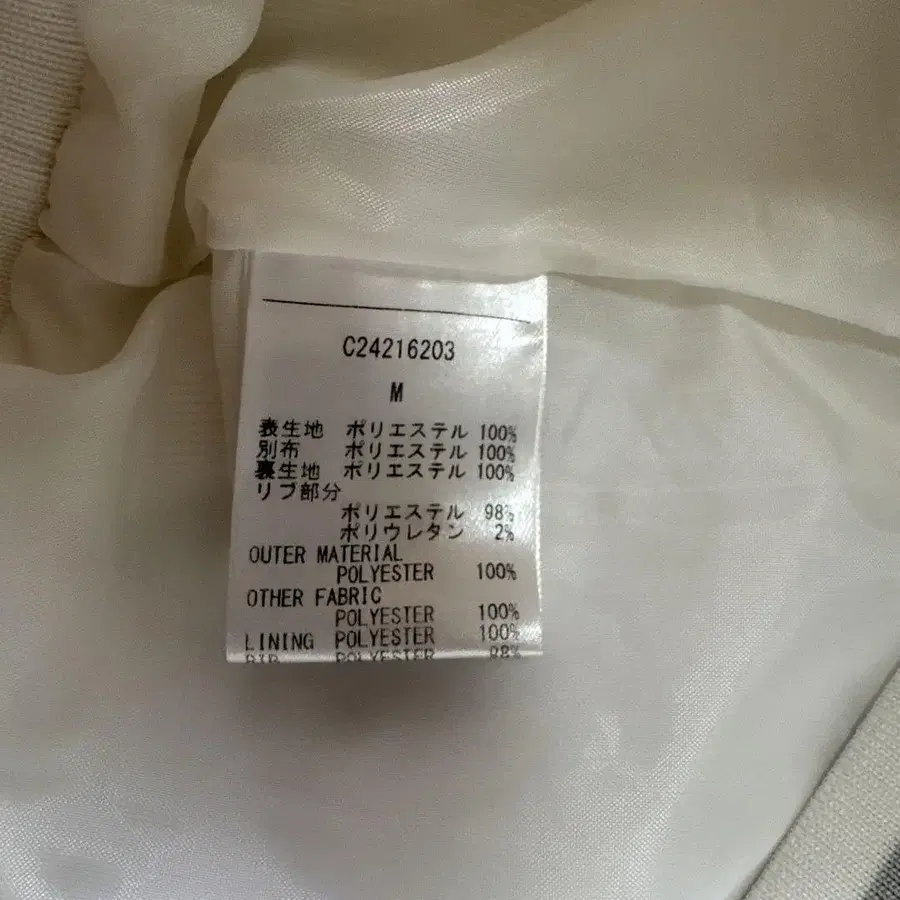 C24216203
M
表生地 ポリエステル 100%
別布 ポリエステル 100%
裏生地 ポリエステル 100%
リブ部分
ポリエステル 98%
ポリウレタン 2%
OUTER MATERIAL
POLYESTER 100%
OTHER FABRIC
POLYESTER 100%
LINING POLYESTER 100%
RIB POLYESTER 98%